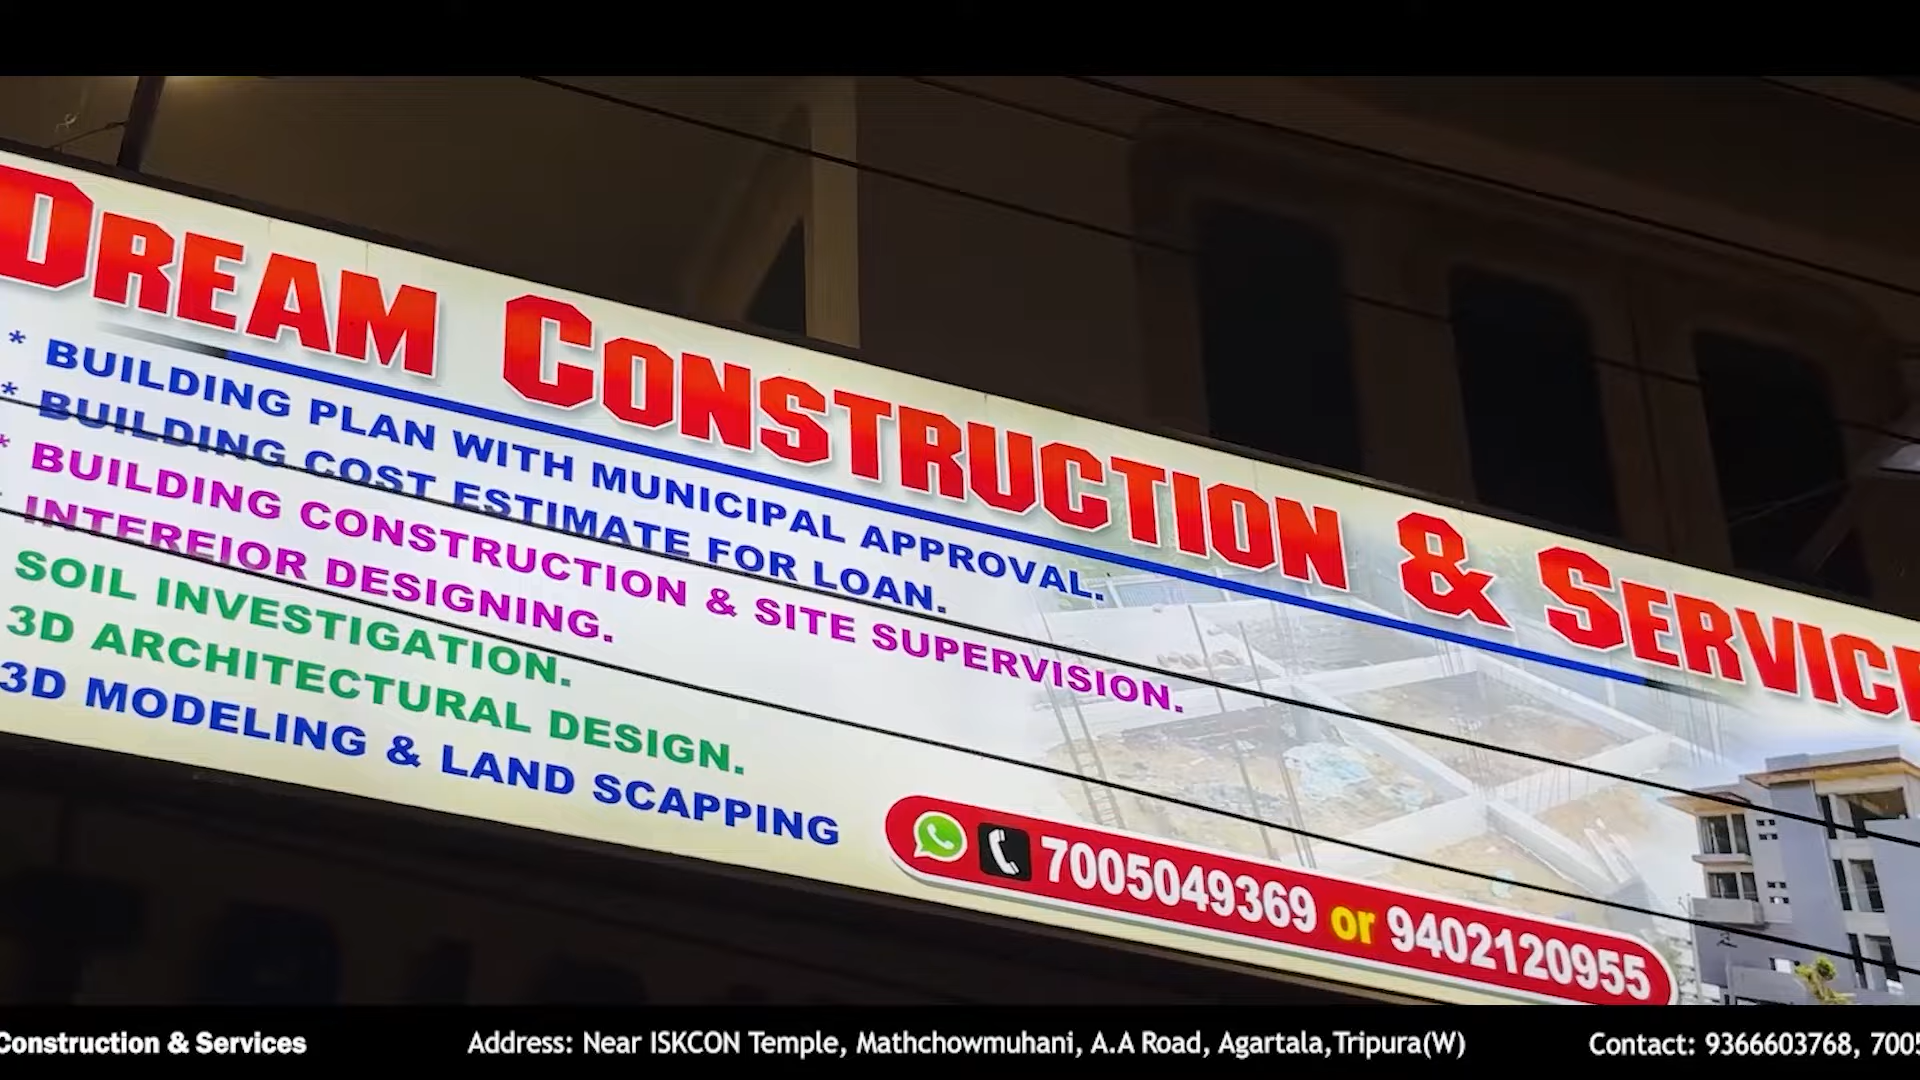 DREAM CONSTRUCTION & SERVICE
* BUILDING PLAN WITH MUNICIPAL APPROVAL.
* BUILDING COST ESTIMATE FOR LOAN.
* BUILDING CONSTRUCTION & SITE SUPERVISION.
INTEREIOR DESIGNING.
SOIL INVESTIGATION.
3D ARCHITECTURAL DESIGN.
3D MODELING & LAND SCAPPING
7005049369 or 9402120955
Construction & Services Address: Near ISKCON Temple, Mathchowmuhani, A.A Road, Agartala,Tripura(W) Contact: 9366603768, 7005